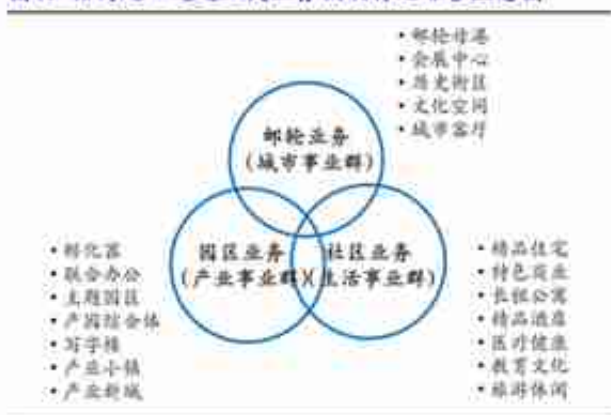 • 邮轮母港
• 会展中心
• 历史街区
• 文化空间
• 城市客厅
邮轮业务
(城市事业群)
园区业务
(产业事业群)
社区业务
(生活事业群)
• 孵化器
• 联合办公
• 主题园区
• 产园综合体
• 写字楼
• 产业小镇
• 产业新城
• 精品住宅
• 特色商业
• 长租公寓
• 精品酒店
• 医疗健康
• 教育文化
• 旅游休闲